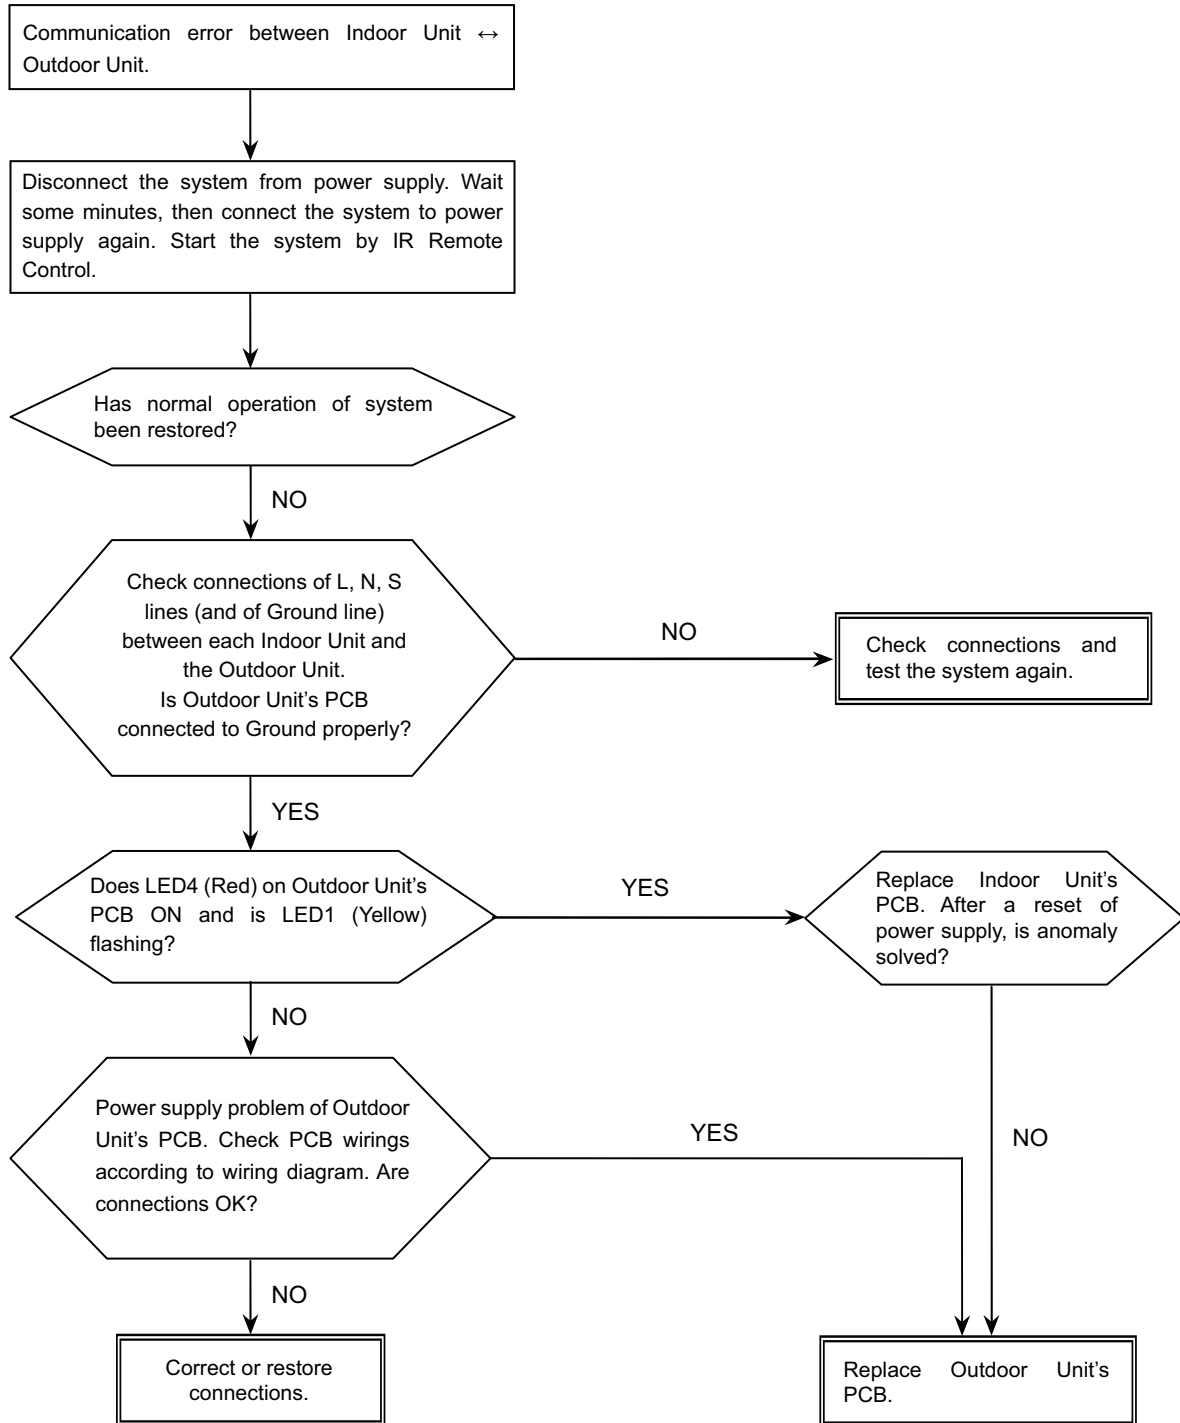 Communication error between Indoor Unit ↔
Outdoor Unit.
Disconnect the system from power supply. Wait
some minutes, then connect the system to power
supply again. Start the system by IR Remote
Control.
Has normal operation of system
been restored?
NO
Check connections of L, N, S
lines (and of Ground line)
between each Indoor Unit and
the Outdoor Unit.
Is Outdoor Unit's PCB
connected to Ground properly?
NO
Check connections and
test the system again.
YES
Does LED4 (Red) on Outdoor Unit's
PCB ON and is LED1 (Yellow)
flashing?
YES
Replace Indoor Unit's
PCB. After a reset of
power supply, is anomaly
solved?
NO
Power supply problem of Outdoor
Unit's PCB. Check PCB wirings
according to wiring diagram. Are
connections OK?
YES
NO
NO
Correct or restore
connections.
Replace Outdoor Unit's
PCB.